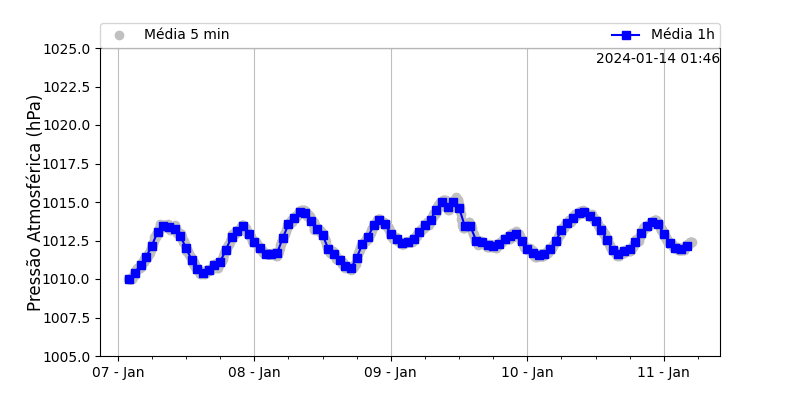 Média 5 min
Média 1h
2024-01-14 01:46
Pressão Atmosférica (hPa)
1025.0
1022.5
1020.0
1017.5
1015.0
1012.5
1010.0
1007.5
1005.0
07 - Jan
08 - Jan
09 - Jan
10 - Jan
11 - Jan